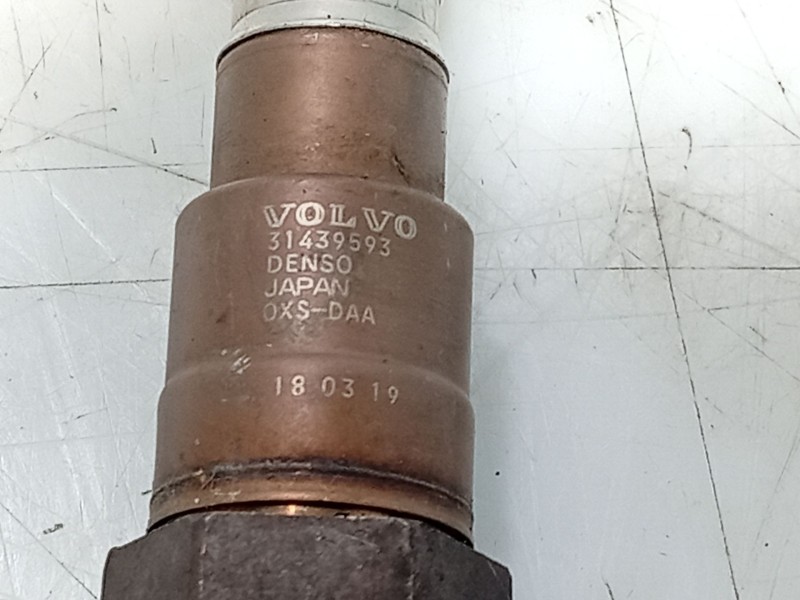 VOLVO
31439593
DENSO
JAPAN
OXS-DAA
18 03 19